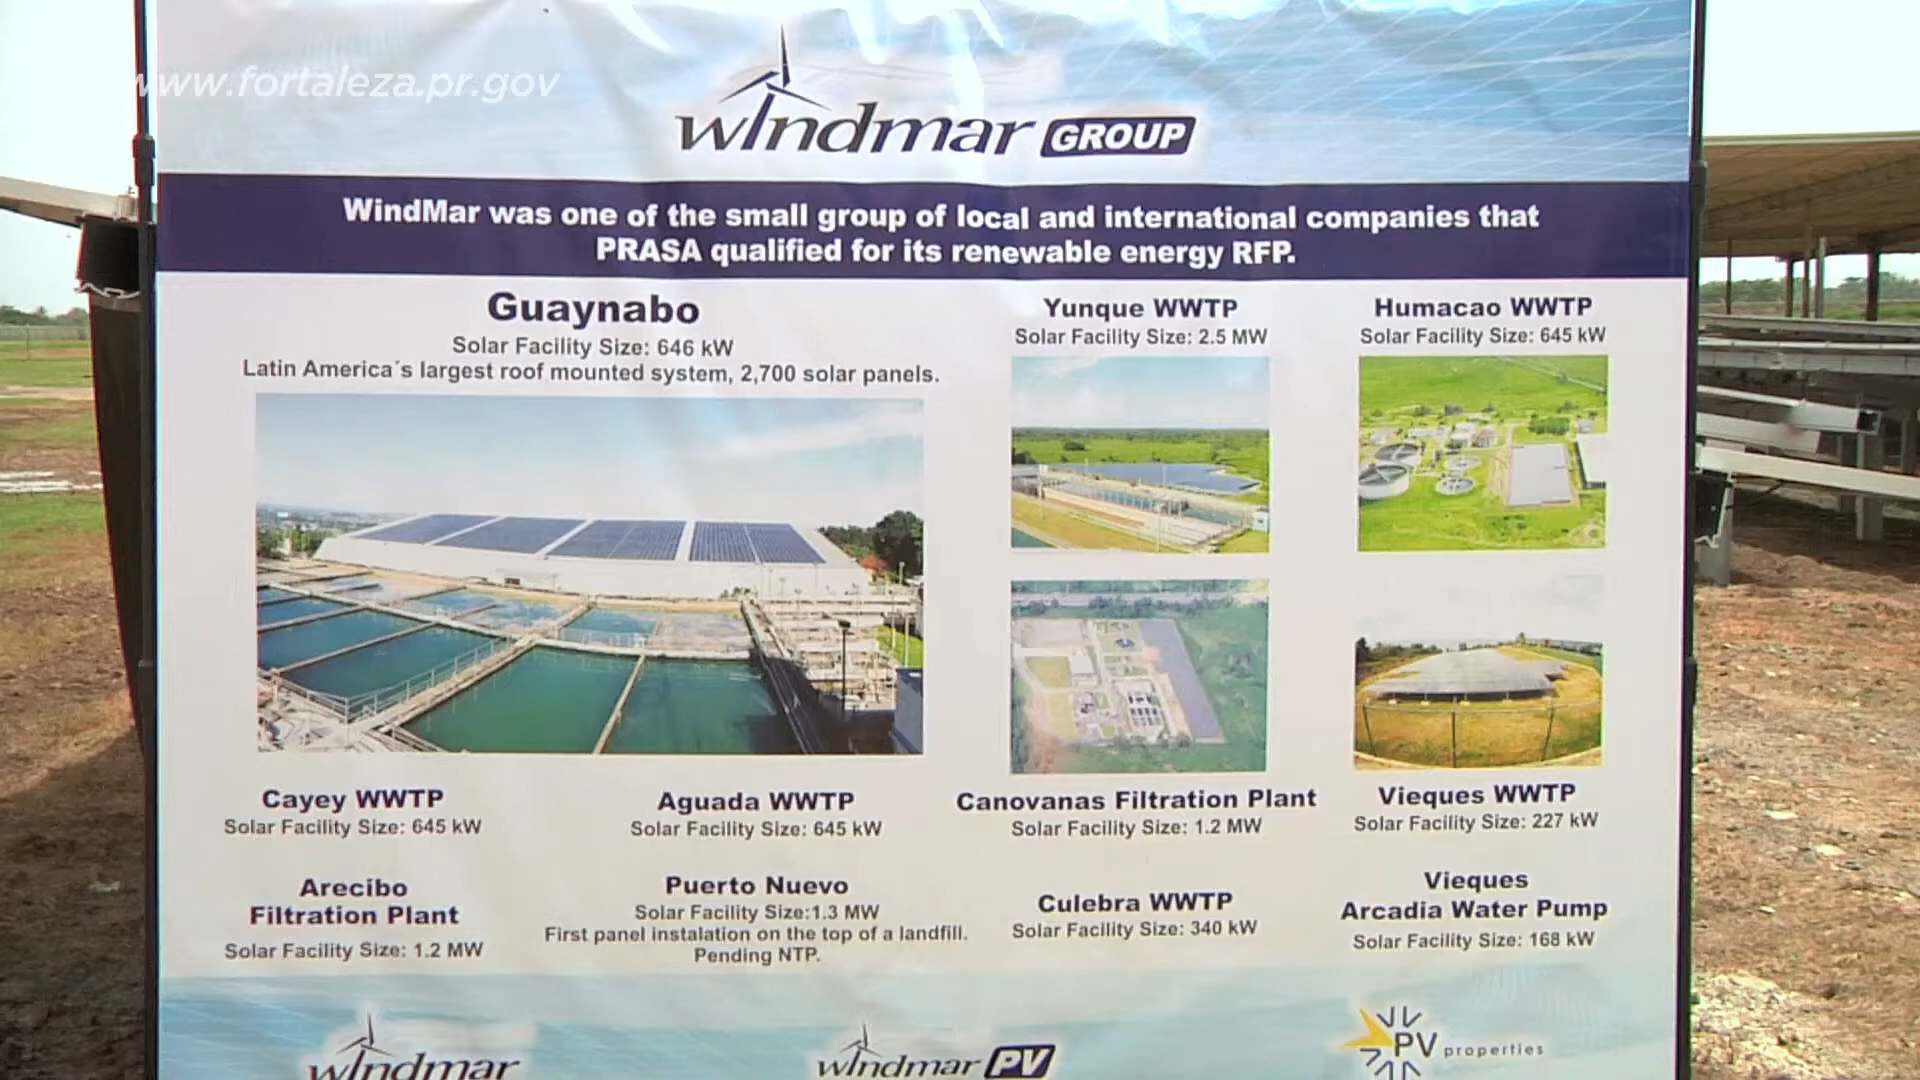 www.fortaleza.pr.gov
windmar GROUP
WindMar was one of the small group of local and international companies that
PRASA qualified for its renewable energy RFP.
Guaynabo
Solar Facility Size: 646 kW
Latin America´s largest roof mounted system, 2,700 solar panels.
Yunque WWTP
Solar Facility Size: 2.5 MW
Humacao WWTP
Solar Facility Size: 645 kW
Cayey WWTP
Solar Facility Size: 645 kW
Aguada WWTP
Solar Facility Size: 645 kW
Canovanas Filtration Plant
Solar Facility Size: 1.2 MW
Vieques WWTP
Solar Facility Size: 227 kW
Arecibo
Filtration Plant
Solar Facility Size: 1.2 MW
Puerto Nuevo
Solar Facility Size:1.3 MW
First panel instalation on the top of a landfill.
Pending NTP.
Culebra WWTP
Solar Facility Size: 340 kW
Vieques
Arcadia Water Pump
Solar Facility Size: 168 kW
windmar
windmar PV
PV properties